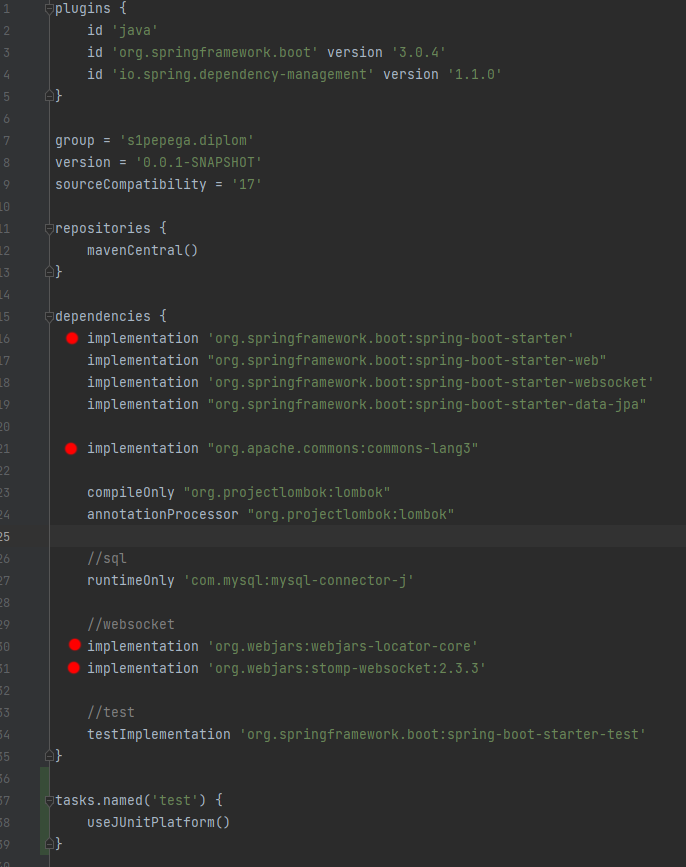 1 plugins {
2 id 'java'
3 id 'org.springframework.boot' version '3.0.4'
4 id 'io.spring.dependency-management' version '1.1.0'
5 }
6
7 group = 's1pepega.diplom'
8 version = '0.0.1-SNAPSHOT'
9 sourceCompatibility = '17'
10
11 repositories {
12 mavenCentral()
13 }
14
15 dependencies {
16 implementation 'org.springframework.boot:spring-boot-starter'
17 implementation "org.springframework.boot:spring-boot-starter-web"
18 implementation 'org.springframework.boot:spring-boot-starter-websocket'
19 implementation "org.springframework.boot:spring-boot-starter-data-jpa"
20
21 implementation "org.apache.commons:commons-lang3"
22
23 compileOnly "org.projectlombok:lombok"
24 annotationProcessor "org.projectlombok:lombok"
25
26 //sql
27 runtimeOnly 'com.mysql:mysql-connector-j'
28
29 //websocket
30 implementation 'org.webjars:webjars-locator-core'
31 implementation 'org.webjars:stomp-websocket:2.3.3'
32
33 //test
34 testImplementation 'org.springframework.boot:spring-boot-starter-test'
35 }
36
37 tasks.named('test') {
38 useJUnitPlatform()
39 }